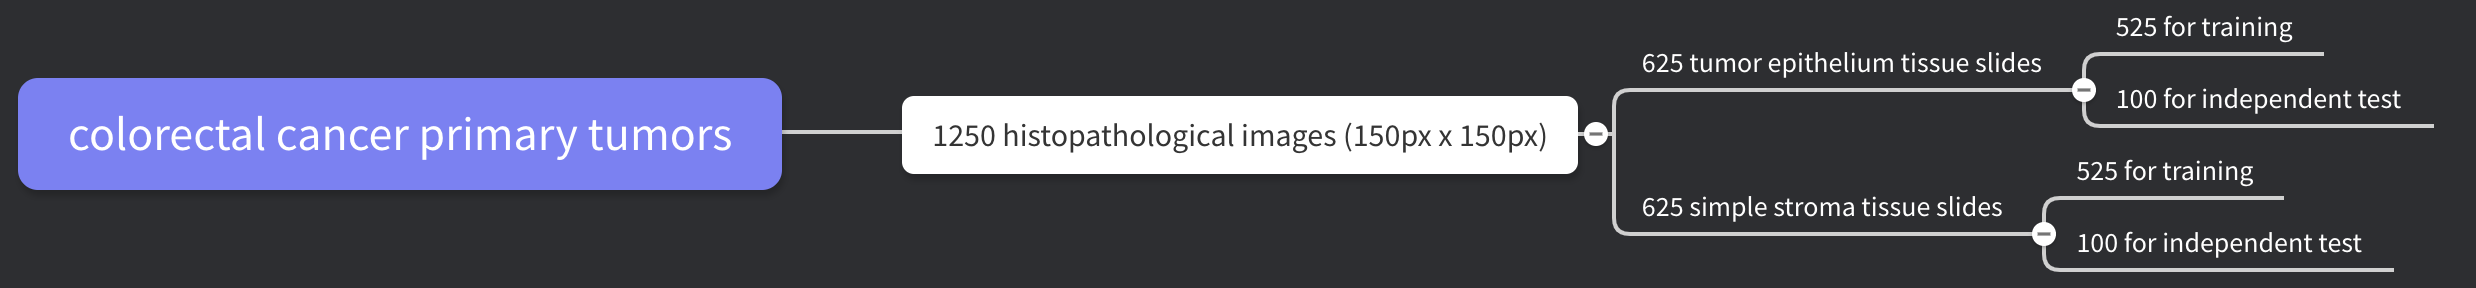 colorectal cancer primary tumors
1250 histopathological images (150px x 150px)
625 tumor epithelium tissue slides
525 for training
100 for independent test
625 simple stroma tissue slides
525 for training
100 for independent test